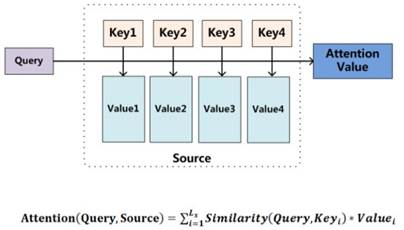 Key1 Key2 Key3 Key4
Query
Attention
Value
Value1 Value2 Value3 Value4
Source
Attention(Query, Source) = ∑_{i=1}^{L_x} Similarity(Query, Key_i) * Value_i